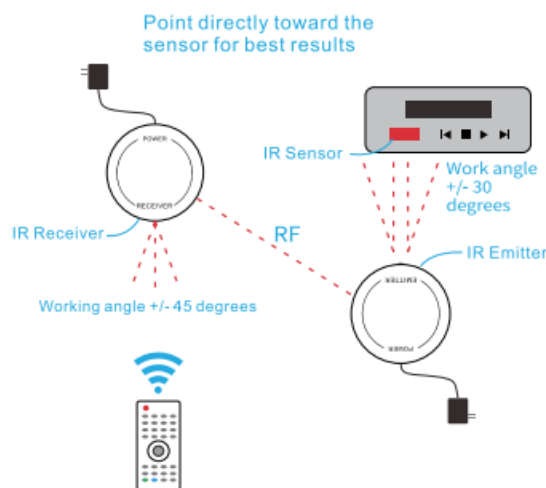 Point directly toward the
sensor for best results
POWER
RECEIVER
IR Receiver
Working angle +/- 45 degrees
RF
IR Sensor
Work angle
+/- 30
degrees
IR Emitter
EMITTER
POWER